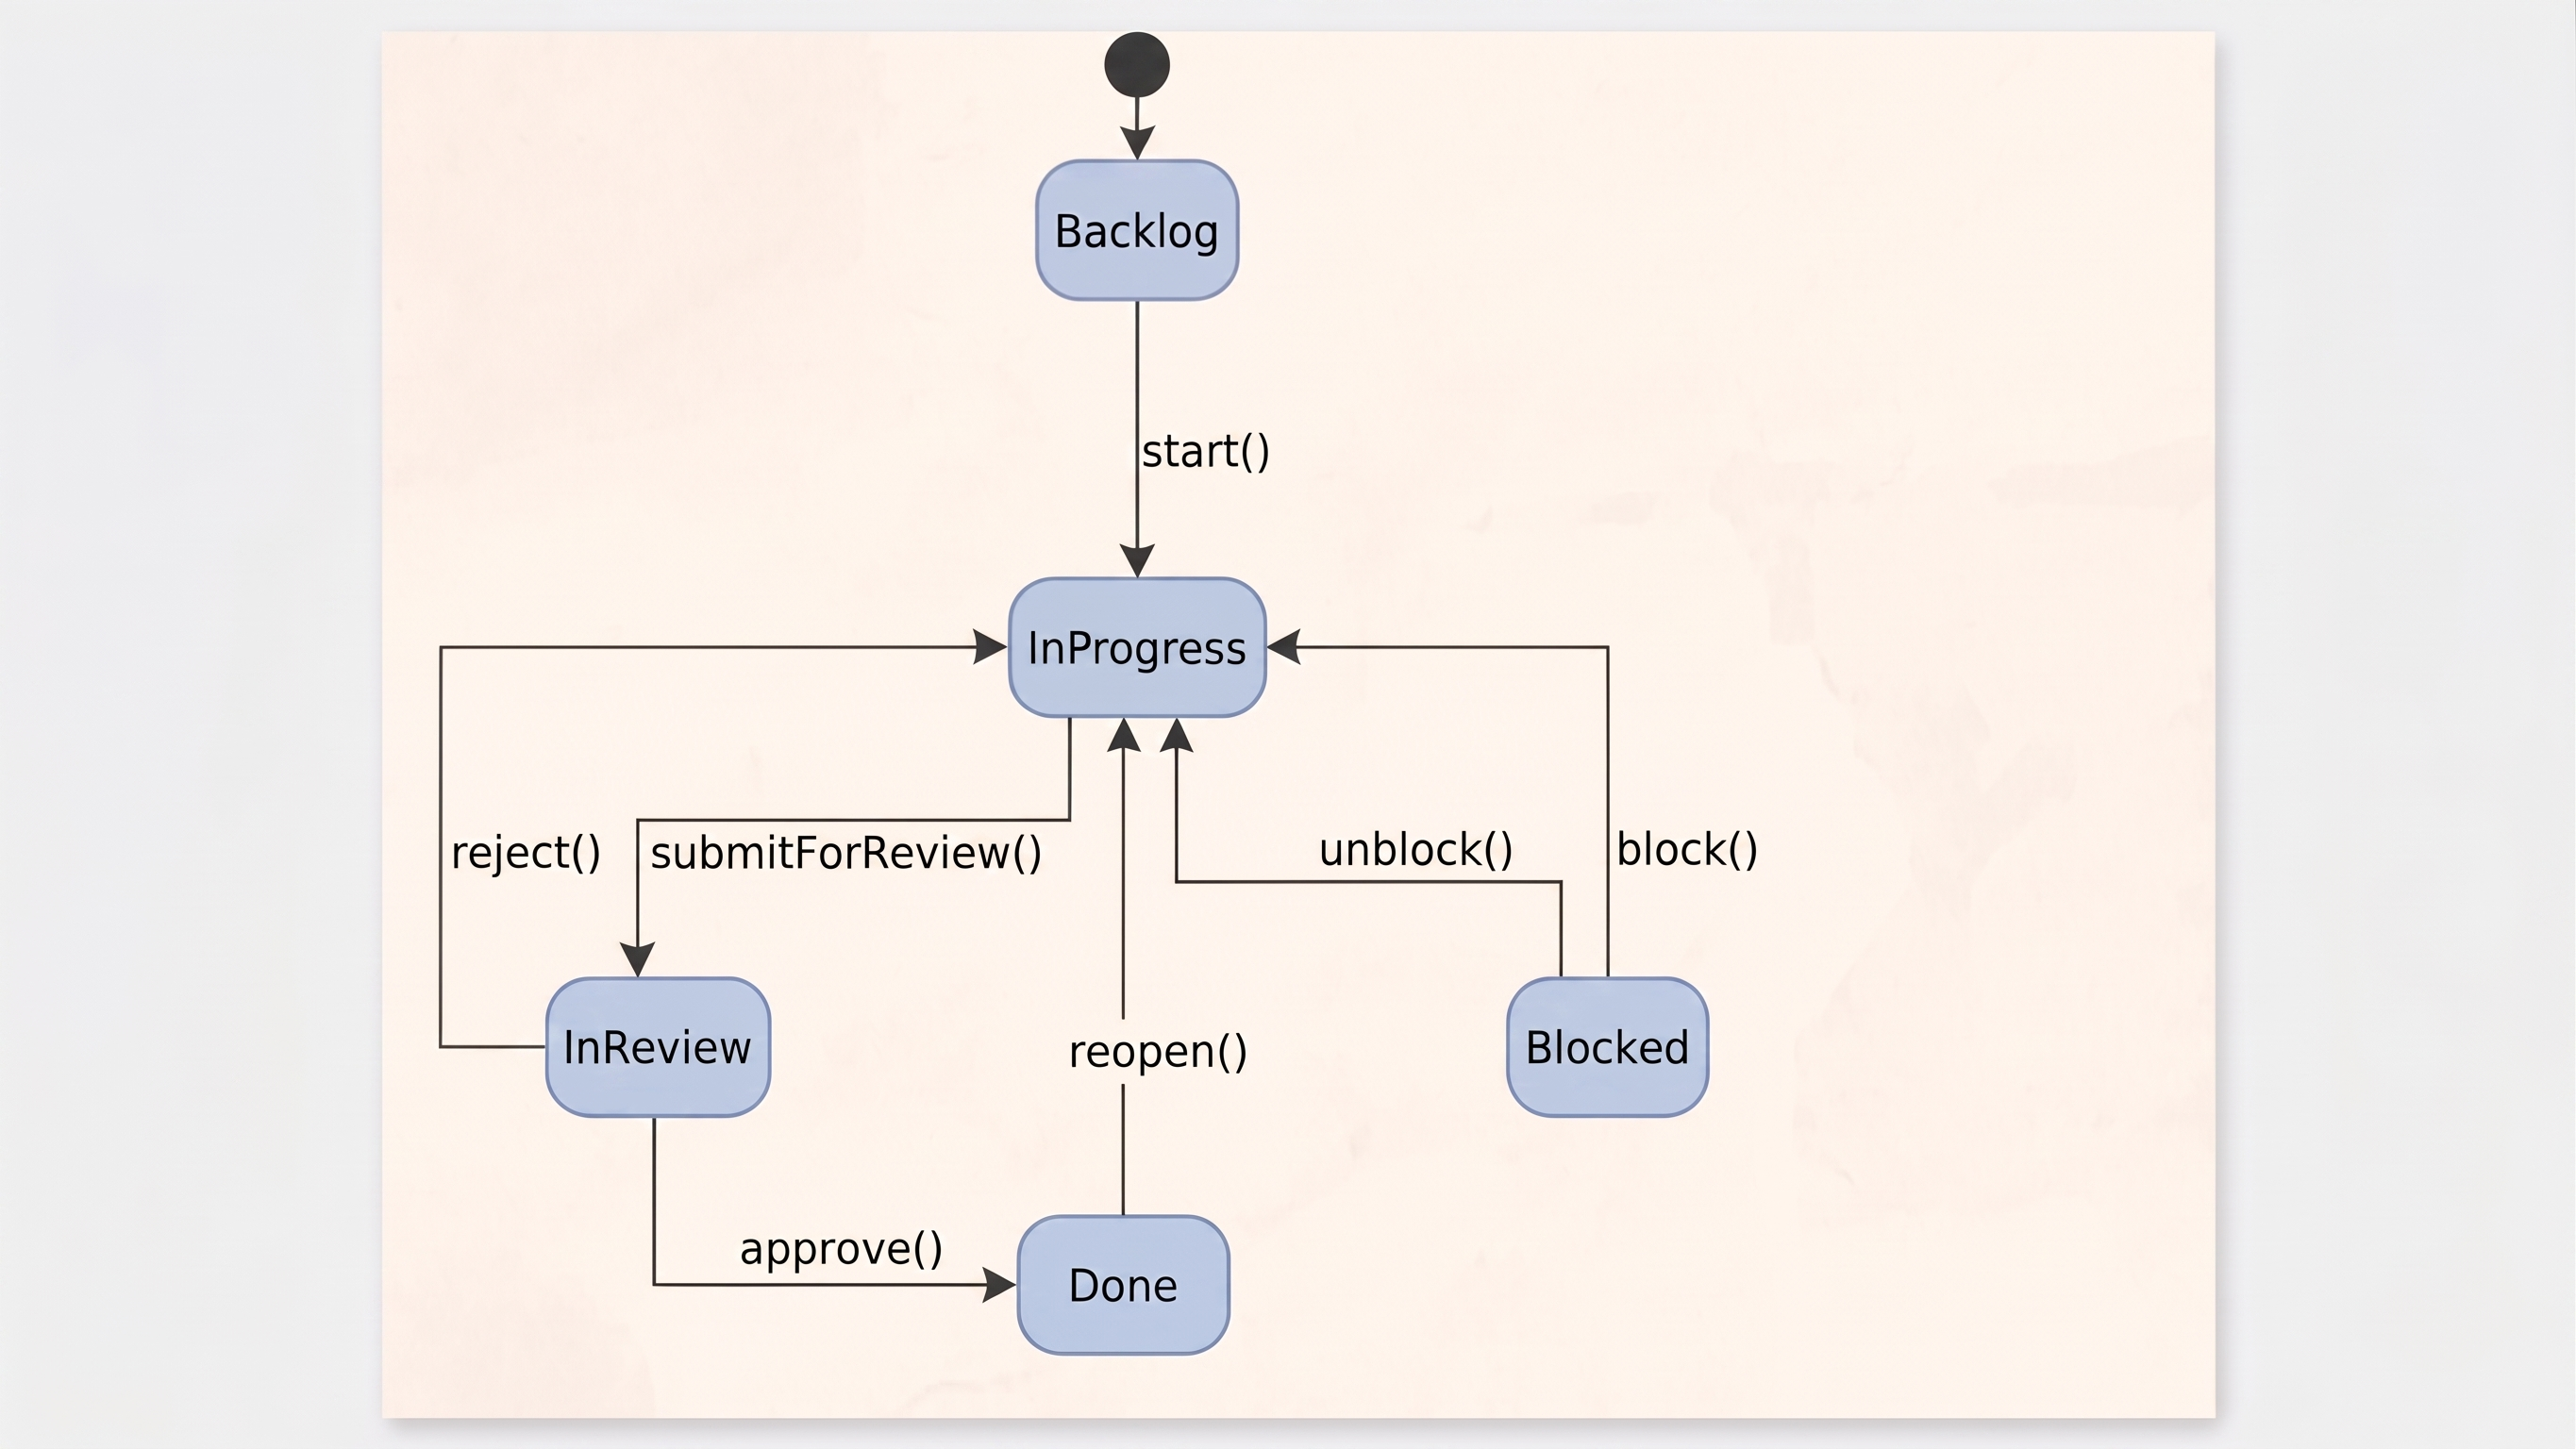 Backlog
start()
InProgress
reject()
submitForReview()
unblock()
block()
InReview
reopen()
Blocked
approve()
Done